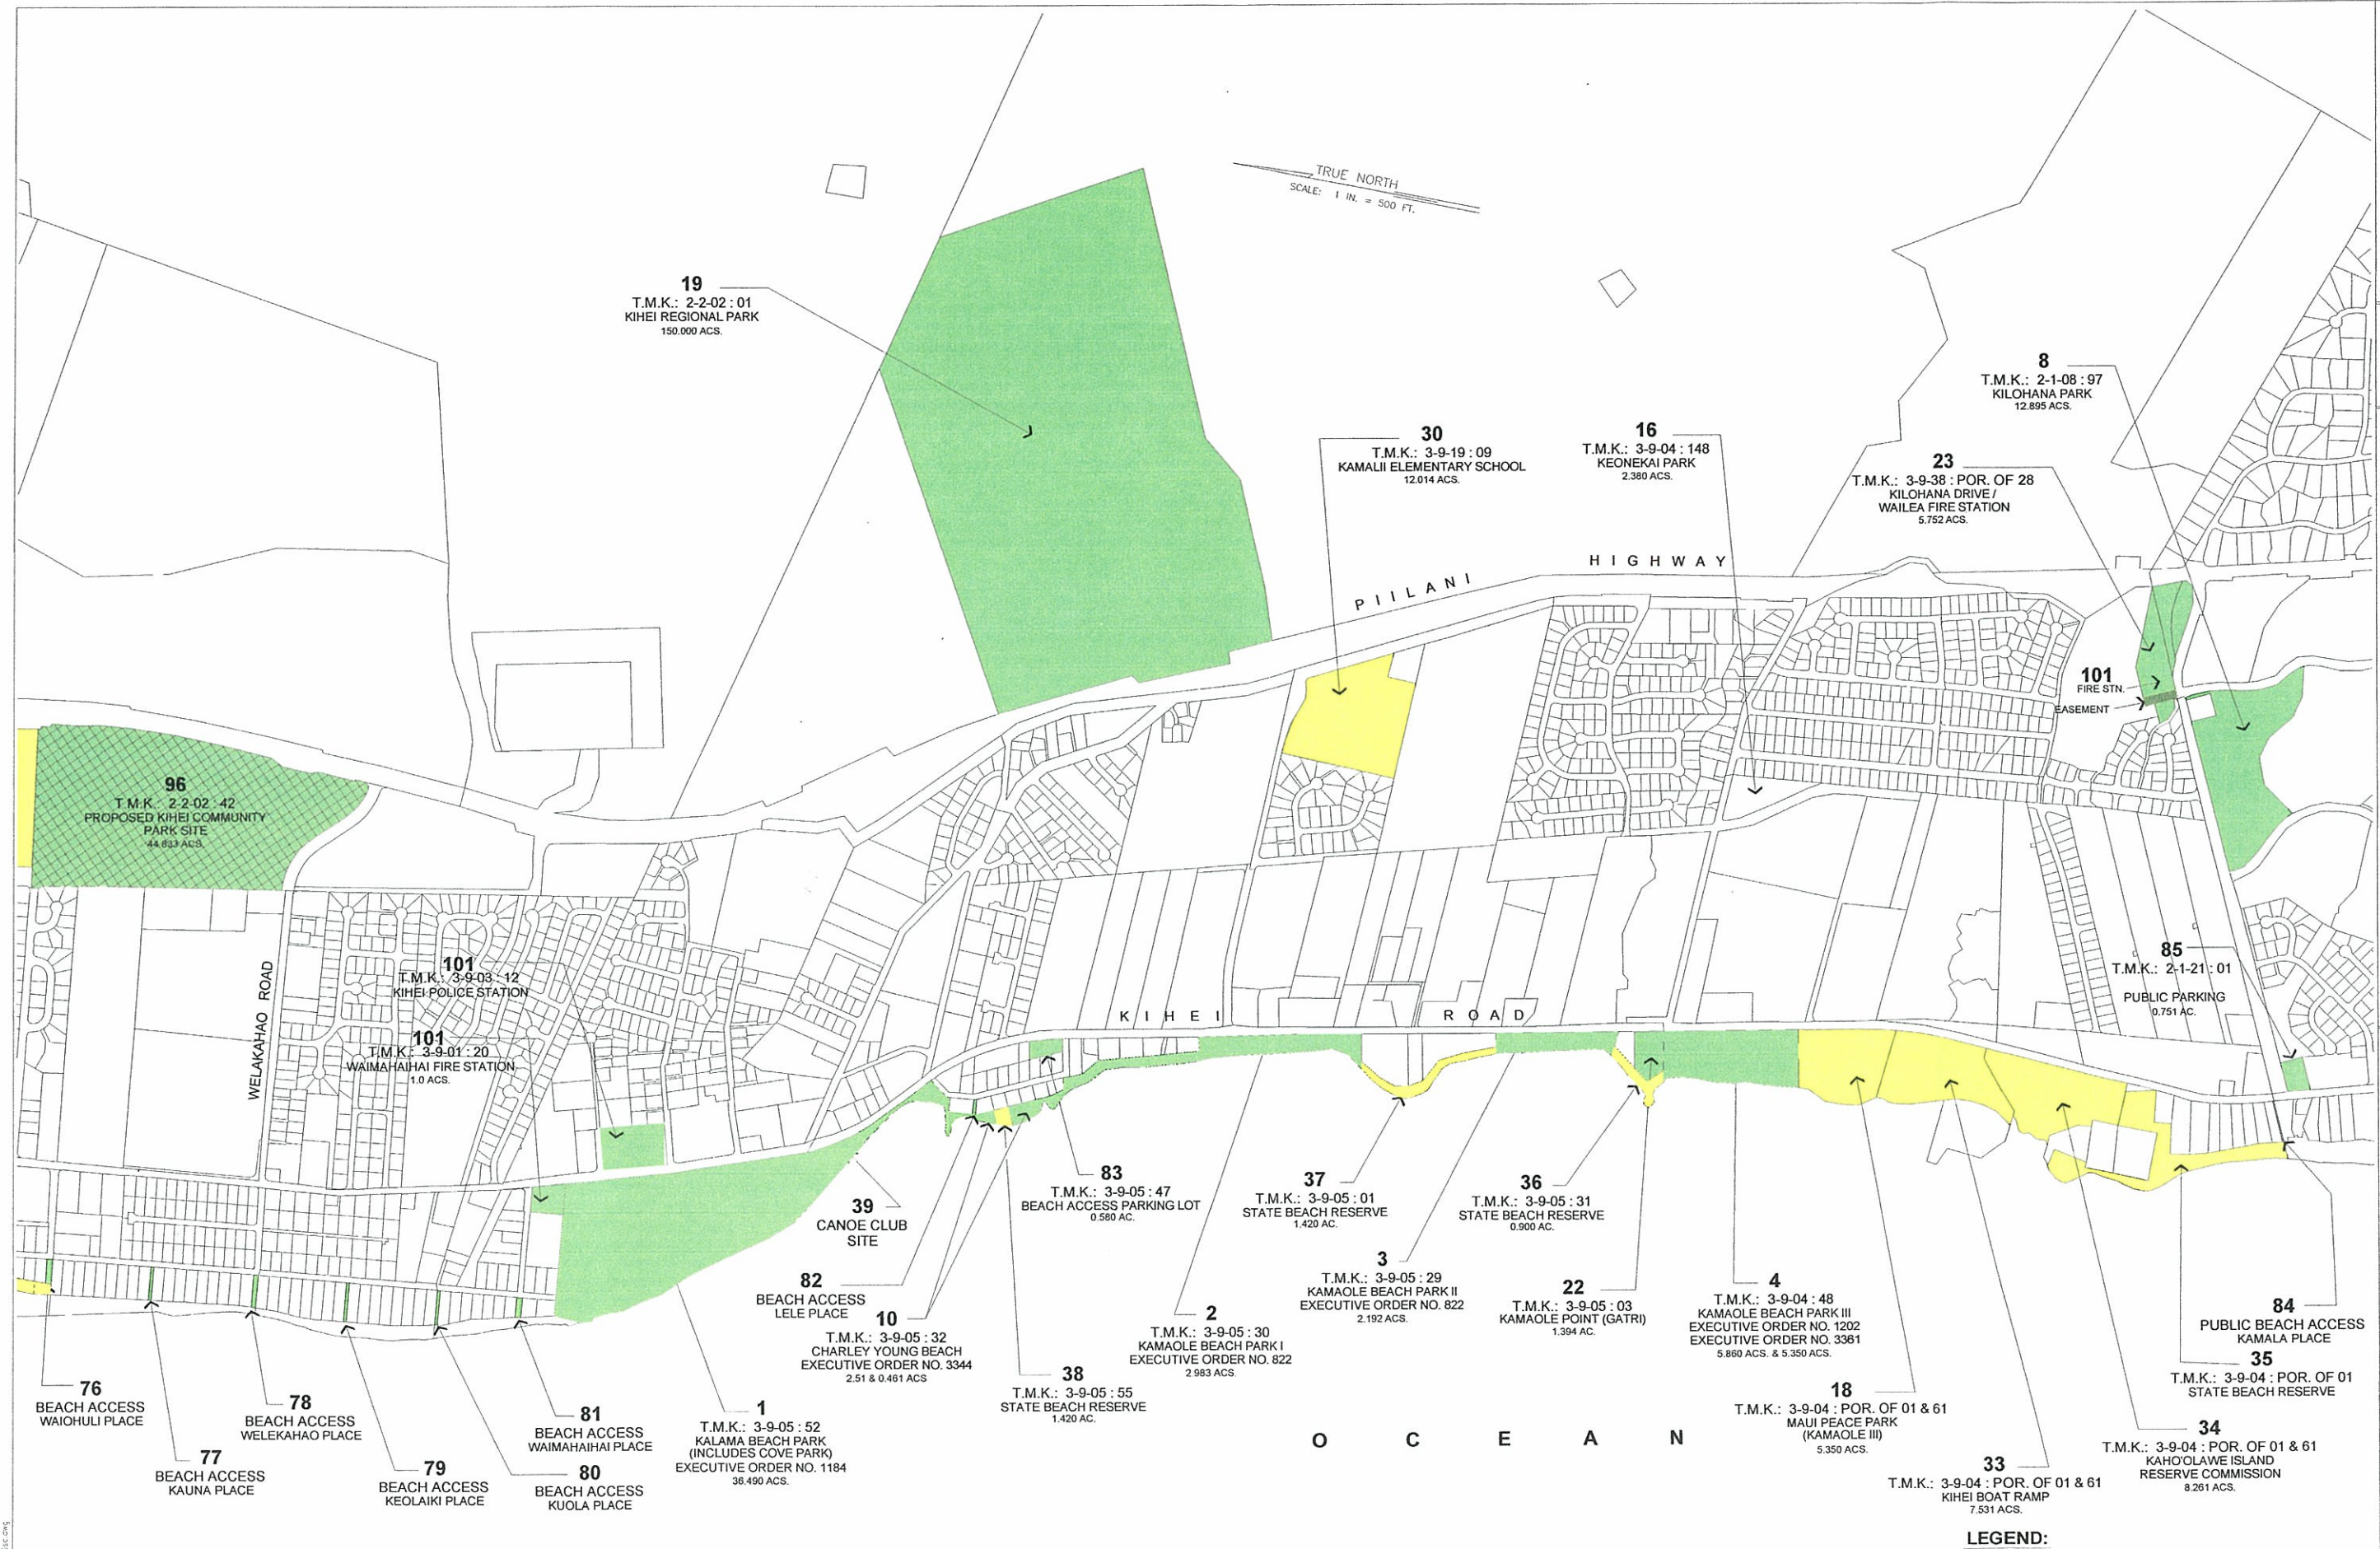 TRUE NORTH
SCALE: 1 IN. = 500 FT.
19
T.M.K.: 2-2-02 : 01
KIHEI REGIONAL PARK
150.000 ACS.
8
T.M.K.: 2-1-08 : 97
KILOHANA PARK
12.895 ACS.
30
T.M.K.: 3-9-19 : 09
KAMALII ELEMENTARY SCHOOL
12.014 ACS.
16
T.M.K.: 3-9-04 : 148
KEONEKAI PARK
2.380 ACS.
23
T.M.K.: 3-9-38 : POR. OF 28
KILOHANA DRIVE /
WAILEA FIRE STATION
5.752 ACS.
PIILANI HIGHWAY
101
FIRE STN.
EASEMENT
96
T.M.K.: 2-2-02 : 42
PROPOSED KIHEI COMMUNITY
PARK SITE
44.833 ACS.
WELAKAHAO ROAD
101
T.M.K.: 3-9-03 : 12
KIHEI POLICE STATION
101
T.M.K.: 3-9-01 : 20
WAIMAHAIHAI FIRE STATION
1.0 ACS.
KIHEI ROAD
85
T.M.K.: 2-1-21 : 01
PUBLIC PARKING
0.751 AC.
39
CANOE CLUB
SITE
83
T.M.K.: 3-9-05 : 47
BEACH ACCESS PARKING LOT
0.580 AC.
37
T.M.K.: 3-9-05 : 01
STATE BEACH RESERVE
1.420 AC.
36
T.M.K.: 3-9-05 : 31
STATE BEACH RESERVE
0.900 AC.
82
BEACH ACCESS
LELE PLACE
10
T.M.K.: 3-9-05 : 32
CHARLEY YOUNG BEACH
EXECUTIVE ORDER NO. 3344
2.51 & 0.461 ACS
2
T.M.K.: 3-9-05 : 30
KAMAOLE BEACH PARK I
EXECUTIVE ORDER NO. 822
2.983 ACS.
3
T.M.K.: 3-9-05 : 29
KAMAOLE BEACH PARK II
EXECUTIVE ORDER NO. 822
2.192 ACS.
22
T.M.K.: 3-9-05 : 03
KAMAOLE POINT (GATRI)
1.394 AC.
4
T.M.K.: 3-9-04 : 48
KAMAOLE BEACH PARK III
EXECUTIVE ORDER NO. 1202
EXECUTIVE ORDER NO. 3361
5.860 ACS. & 5.350 ACS.
84
PUBLIC BEACH ACCESS
KAMALA PLACE
35
T.M.K.: 3-9-04 : POR. OF 01
STATE BEACH RESERVE
38
T.M.K.: 3-9-05 : 55
STATE BEACH RESERVE
1.420 AC.
18
T.M.K.: 3-9-04 : POR. OF 01 & 61
MAUI PEACE PARK
(KAMAOLE III)
5.350 ACS.
34
T.M.K.: 3-9-04 : POR. OF 01 & 61
KAHO'OLAWE ISLAND
RESERVE COMMISSION
8.261 ACS.
33
T.M.K.: 3-9-04 : POR. OF 01 & 61
KIHEI BOAT RAMP
7.531 ACS.
76
BEACH ACCESS
WAIOHULI PLACE
77
BEACH ACCESS
KAUNA PLACE
78
BEACH ACCESS
WELEKAHAO PLACE
79
BEACH ACCESS
KEOLAIKI PLACE
80
BEACH ACCESS
KUOLA PLACE
81
BEACH ACCESS
WAIMAHAIHAI PLACE
1
T.M.K.: 3-9-05 : 52
KALAMA BEACH PARK
(INCLUDES COVE PARK)
EXECUTIVE ORDER NO. 1184
36.490 ACS.
OCEAN
LEGEND: